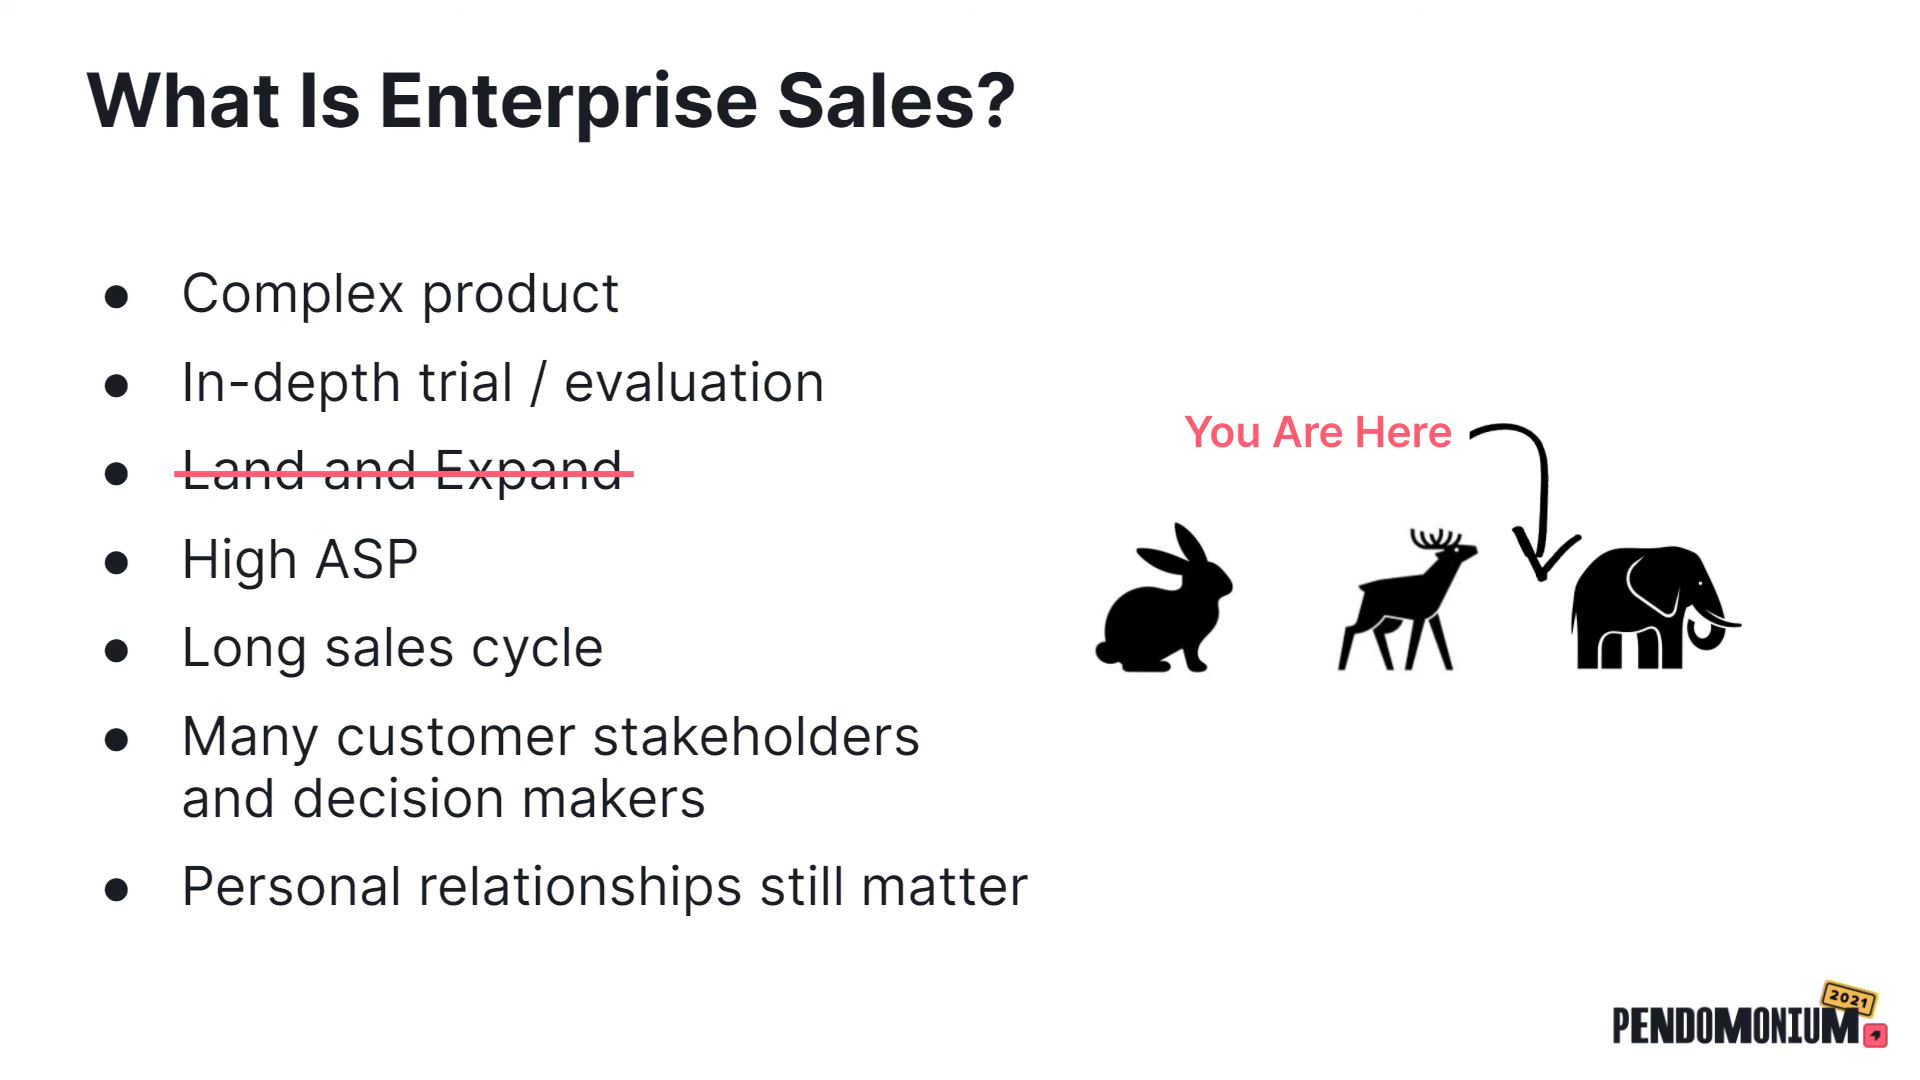 What Is Enterprise Sales?
● Complex product
● In-depth trial / evaluation
● Land and Expand
● High ASP
● Long sales cycle
● Many customer stakeholders
and decision makers
● Personal relationships still matter
You Are Here
2021
PENDOMONIUM